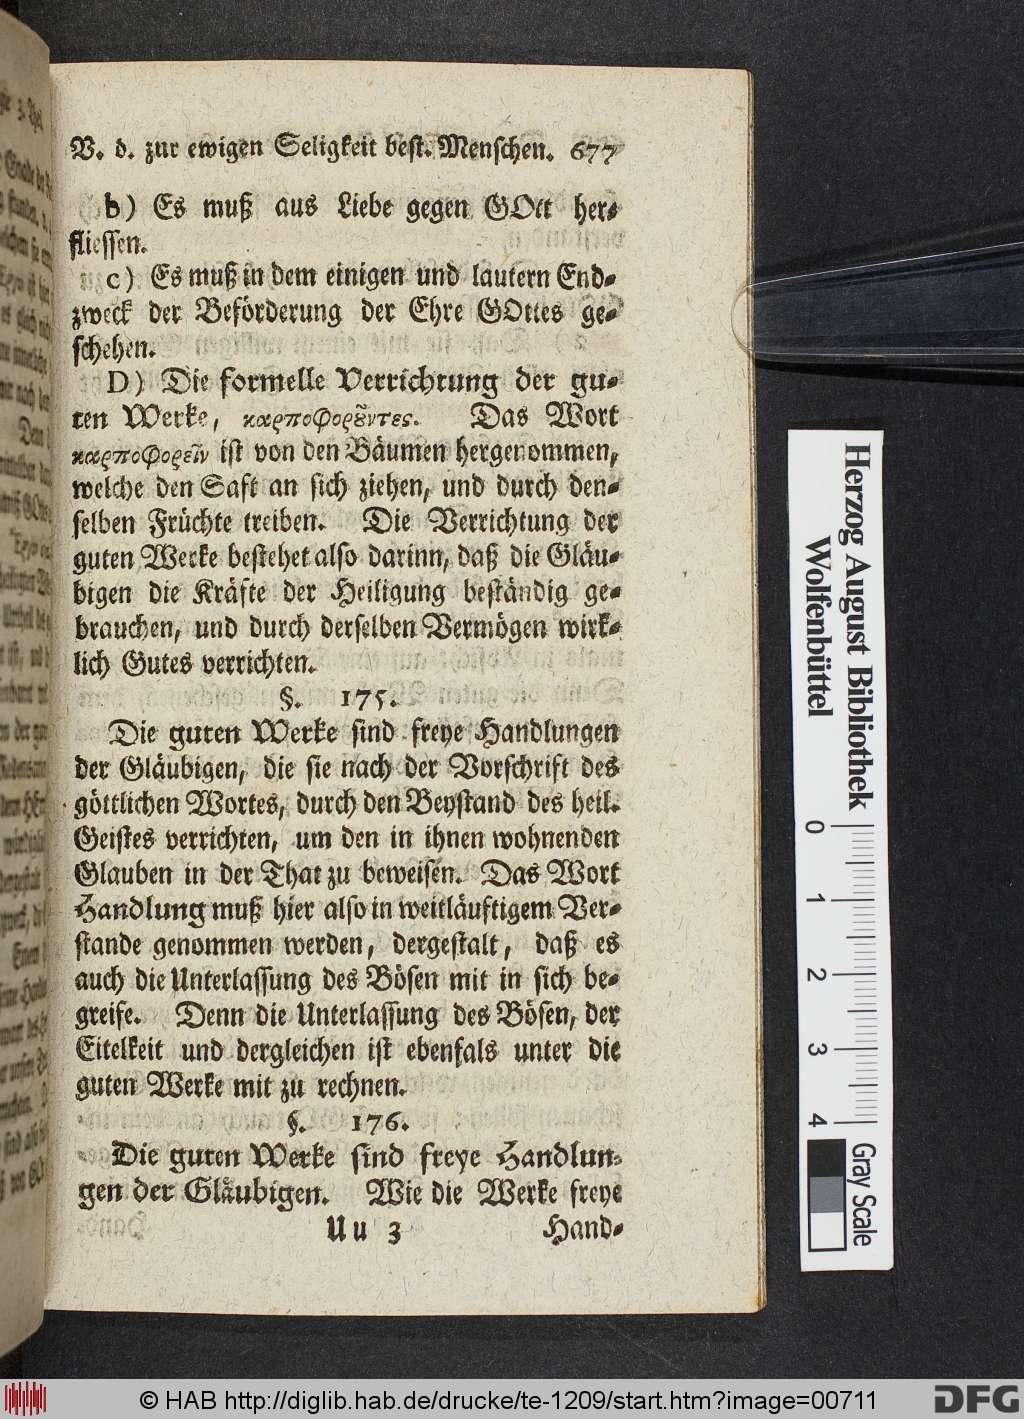 V. d. zur ewigen Seligkeit best. Menschen. 677
b) Es muß aus Liebe gegen GOtt her-
fliessen.
c) Es muß in dem einigen und lautern End-
zweck der Beförderung der Ehre GOttes ge-
schehen.
D) Die formelle Verrichtung der gu-
ten Werke, καρποφοροῦντες. Das Wort
καρποφορεῖν ist von den Bäumen hergenommen,
welche den Saft an sich ziehen, und durch den-
selben Früchte treiben. Die Verrichtung der
guten Werke bestehet also darinn, daß die Gläu-
bigen die Kräfte der Heiligung beständig ge-
brauchen, und durch derselben Vermögen wirk-
lich Gutes verrichten.
§. 175.
Die guten Werke sind freye Handlungen
der Gläubigen, die sie nach der Vorschrift des
göttlichen Wortes, durch den Beystand des heil.
Geistes verrichten, um den in ihnen wohnenden
Glauben in der That zu beweisen. Das Wort
Handlung muß hier also in weitläuftigem Ver-
stande genommen werden, dergestalt, daß es
auch die Unterlassung des Bösen mit in sich be-
greife. Denn die Unterlassung des Bösen, der
Eitelkeit und dergleichen ist ebenfals unter die
guten Werke mit zu rechnen.
§. 176.
Die guten Werke sind freye Handlun-
gen der Gläubigen. Wie die Werke freye
Uu 3 Hand-
Herzog August Bibliothek
Wolfenbüttel
0 1 2 3 4
Gray Scale
© HAB http://diglib.hab.de/drucke/te-1209/start.htm?image=00711
DFG